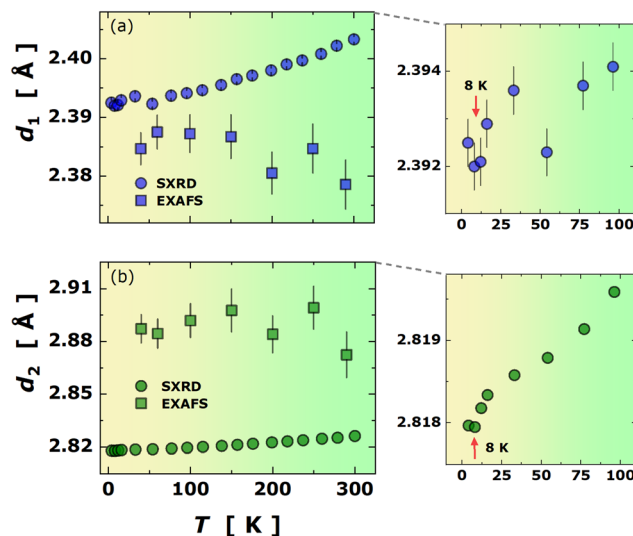 (a)
2.40
2.39
2.38
d1 [ Å ]
SXRD
EXAFS
2.394
2.392
8 K
0 25 50 75 100
(b)
2.91
2.88
2.85
2.82
d2 [ Å ]
SXRD
EXAFS
0 100 200 300
T [ K ]
0 25 50 75 100
2.819
2.818
8 K